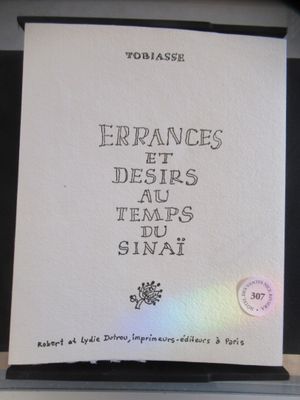 TOBIASSE
ERRANCES
ET
DESIRS
AU
TEMPS
DU
SINAÏ
307
Robert et Lydie Dutrou, imprimeurs-éditeurs à Paris